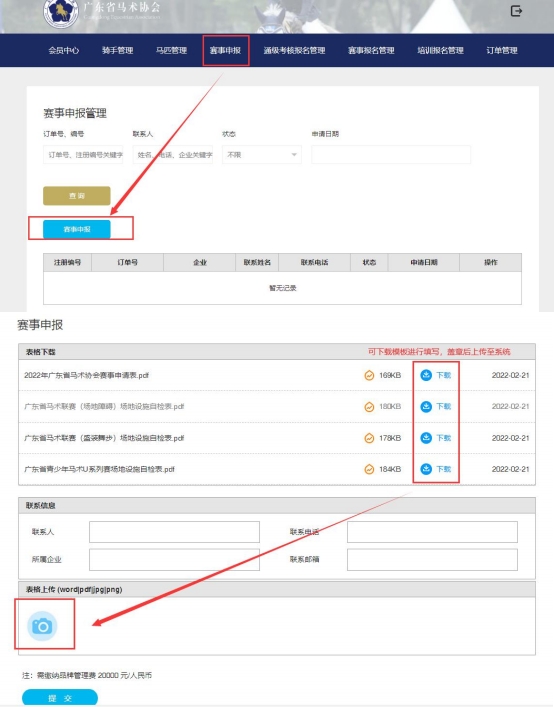 广东省马术协会
会员中心 骑手管理 马匹管理 赛事申报 通级考核报名管理 赛事报名管理 培训报名管理 订单管理
赛事申报管理
订单号、编号 联系人 状态 申请日期
订单号、注册编号关键字 姓名、电话、企业关键字 不限
查 询
赛事申报
注册编号 订单号 企业 联系姓名 联系电话 状态 申请日期 操作
暂无记录
赛事申报
表格下载 可下载模板进行填写，盖章后上传至系统
2022年广东省马术协会赛事申请表.pdf 169KB 下载 2022-02-21
广东省马术联赛（场地障碍）场地设施自检表.pdf 180KB 下载 2022-02-21
广东省马术联赛（盛装舞步）场地设施自检表.pdf 178KB 下载 2022-02-21
广东省青少年马术U系列赛场地设施自检表.pdf 184KB 下载 2022-02-21
联系信息
联系人 联系电话
所属企业 联系邮箱
表格上传 (word|pdf|jpg|png)
注：需缴纳品牌管理费 20000 元/人民币
提 交